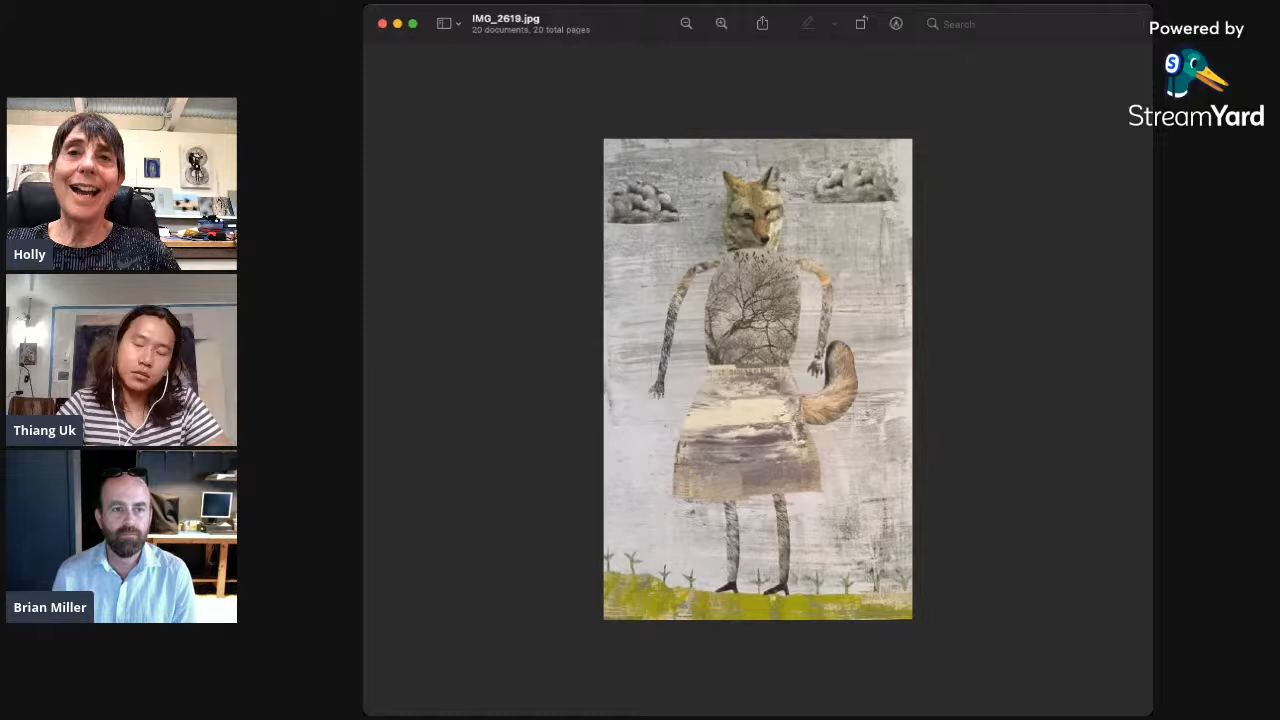 IMG_2619.jpg
20 documents, 20 total pages
Search
Powered by
S
StreamYard
Holly
Thiang Uk
Brian Miller